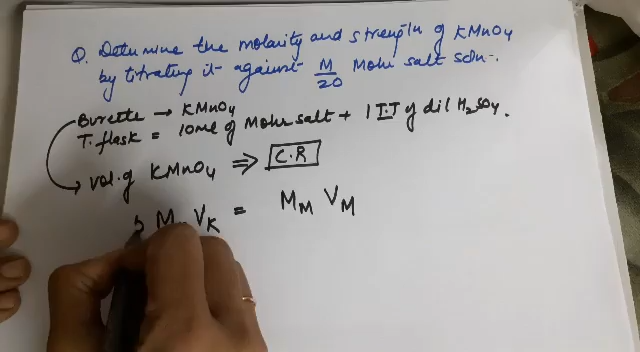 Q. Determine the molarity and strength of KMnO4
by titrating it against M/20 Mohr salt soln.
Burette → KMnO4
T. flask = 10ml of Mohr salt + 1 T.T of dil H2SO4.
vol. of KMnO4 ⇒ C.R
5 M VK = MM VM